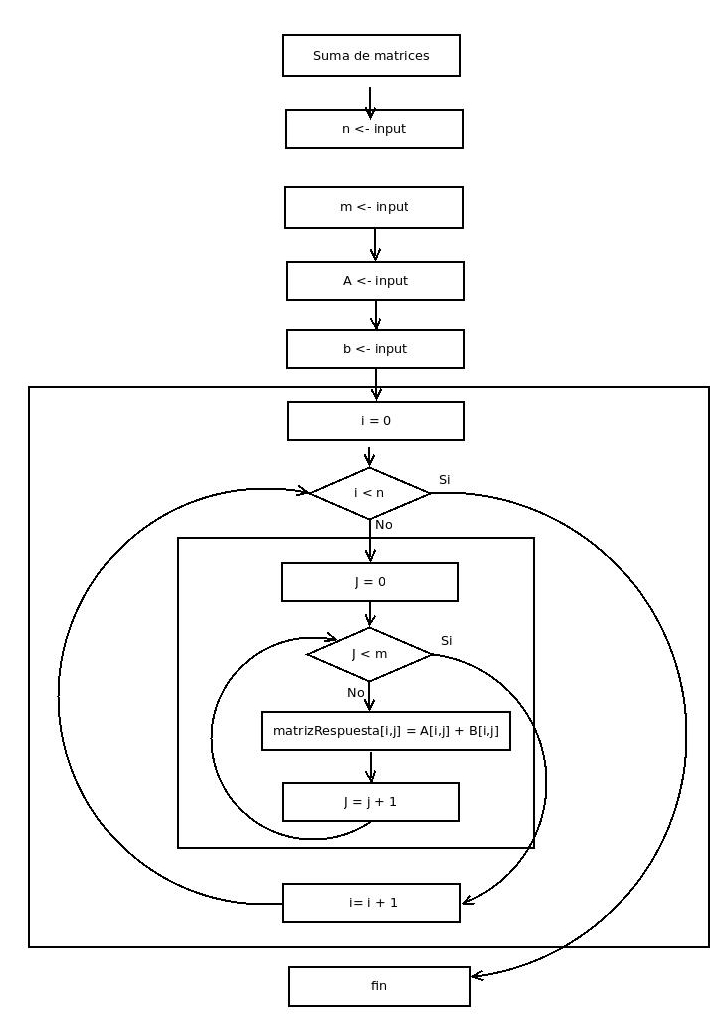 Suma de matrices
n <- input
m <- input
A <- input
b <- input
i = 0
i < n
Si
No
J = 0
J < m
Si
No
matrizRespuesta[i,j] = A[i,j] + B[i,j]
J = j + 1
i= i + 1
fin